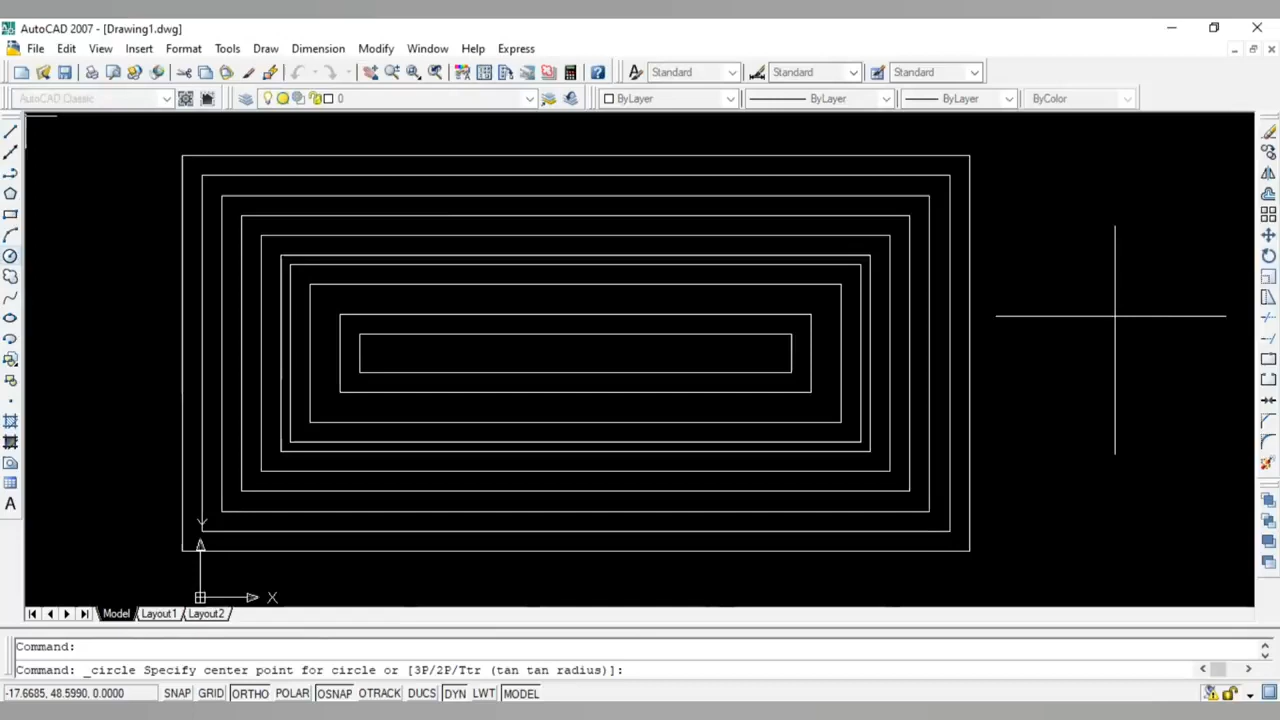 AutoCAD 2007 - [Drawing1.dwg]
File Edit View Insert Format Tools Draw Dimension Modify Window Help Express
Standard Standard Standard
AutoCAD Classic 0 ByLayer ByLayer ByLayer ByColor
A
Y
X
Model Layout1 Layout2
Command:
Command: _circle Specify center point for circle or [3P/2P/Ttr (tan tan radius)]:
-17.6685, 48.5990, 0.0000 SNAP GRID ORTHO POLAR OSNAP OTRACK DUCS DYN LWT MODEL